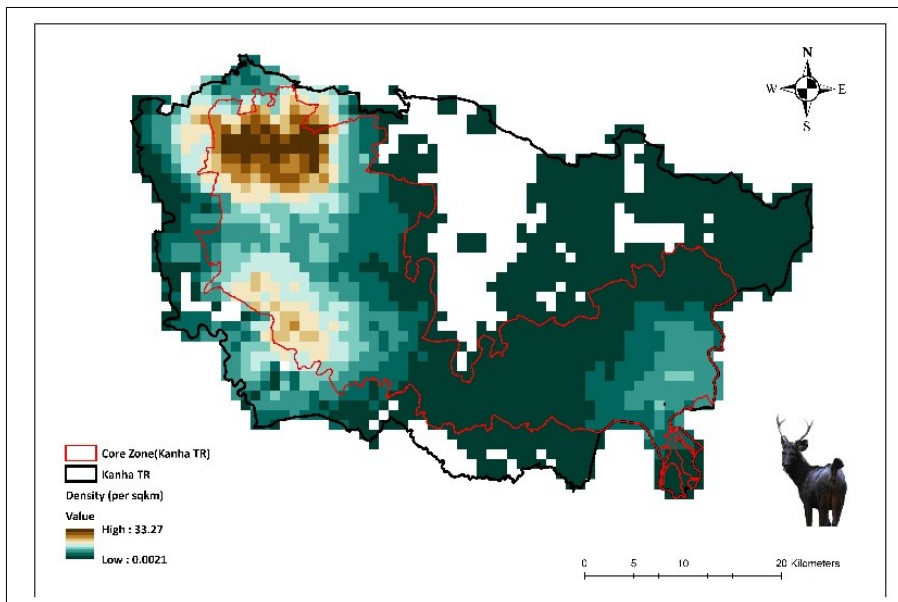 N
W E
S
Core Zone(Kanha TR)
Kanha TR
Density (per sqkm)
Value
High : 33.27
Low : 0.0021
0 5 10 20 Kilometers